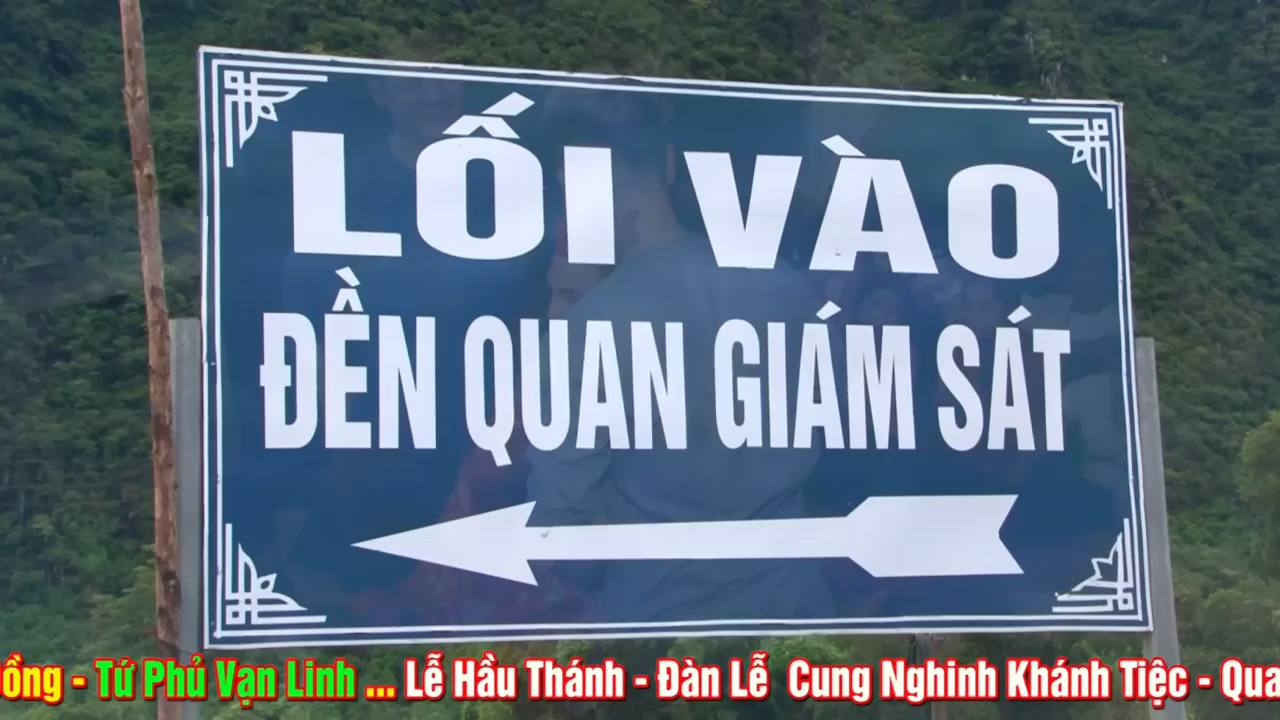 LỐI VÀO
ĐỀN QUAN GIÁM SÁT
- Tứ Phủ Vạn Linh ... Lễ Hầu Thánh - Đàn Lễ Cung Nghinh Khánh Tiệc -